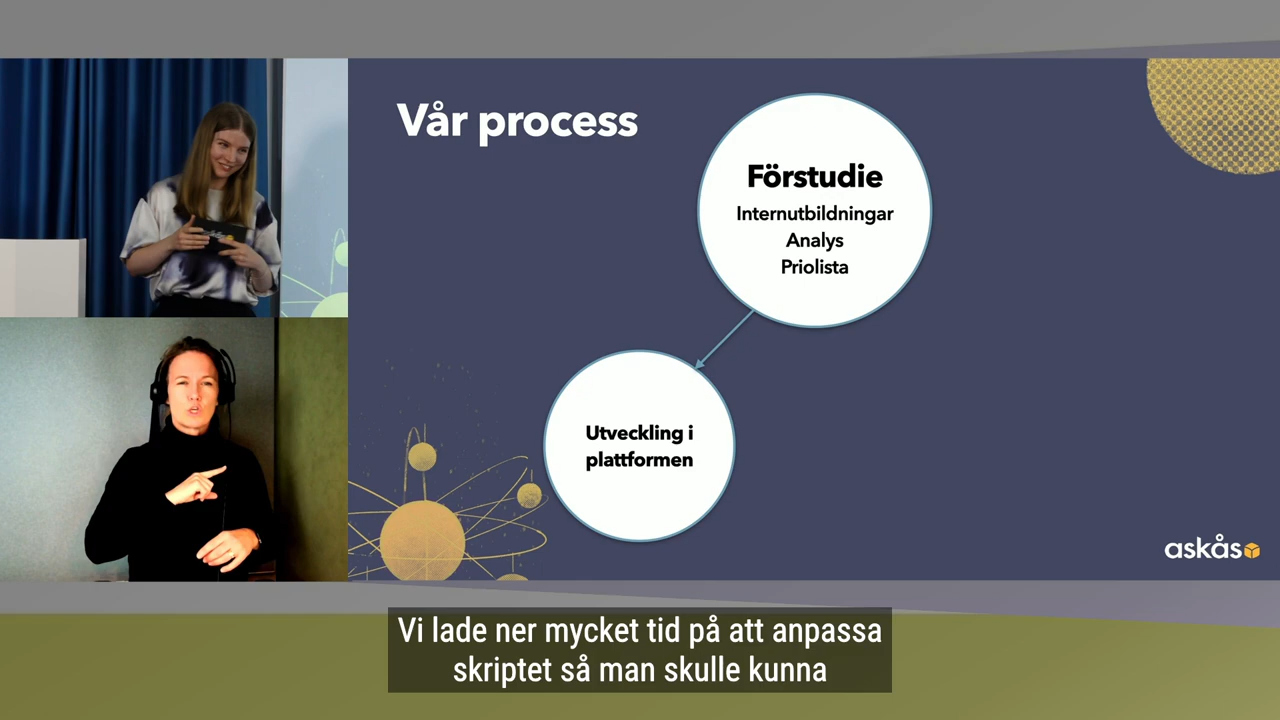 Vår process
Förstudie
Internutbildningar
Analys
Priolista
Utveckling i
plattformen
askås
Vi lade ner mycket tid på att anpassa
skriptet så man skulle kunna